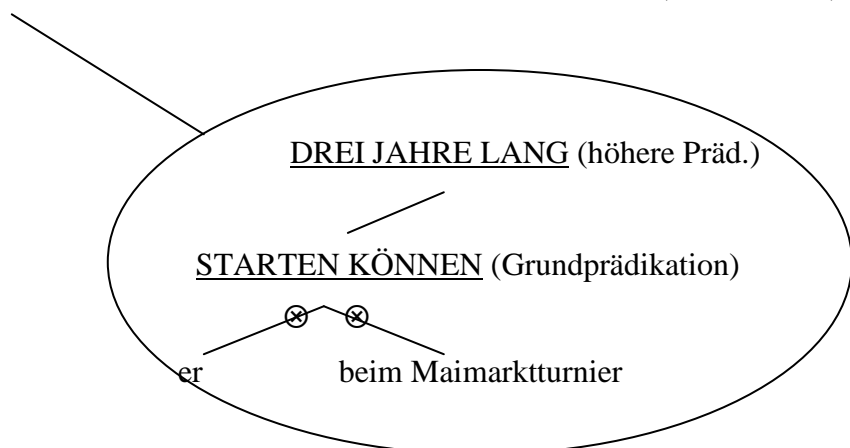 DREI JAHRE LANG (höhere Präd.)
STARTEN KÖNNEN (Grundprädikation)
er beim Maimarktturnier